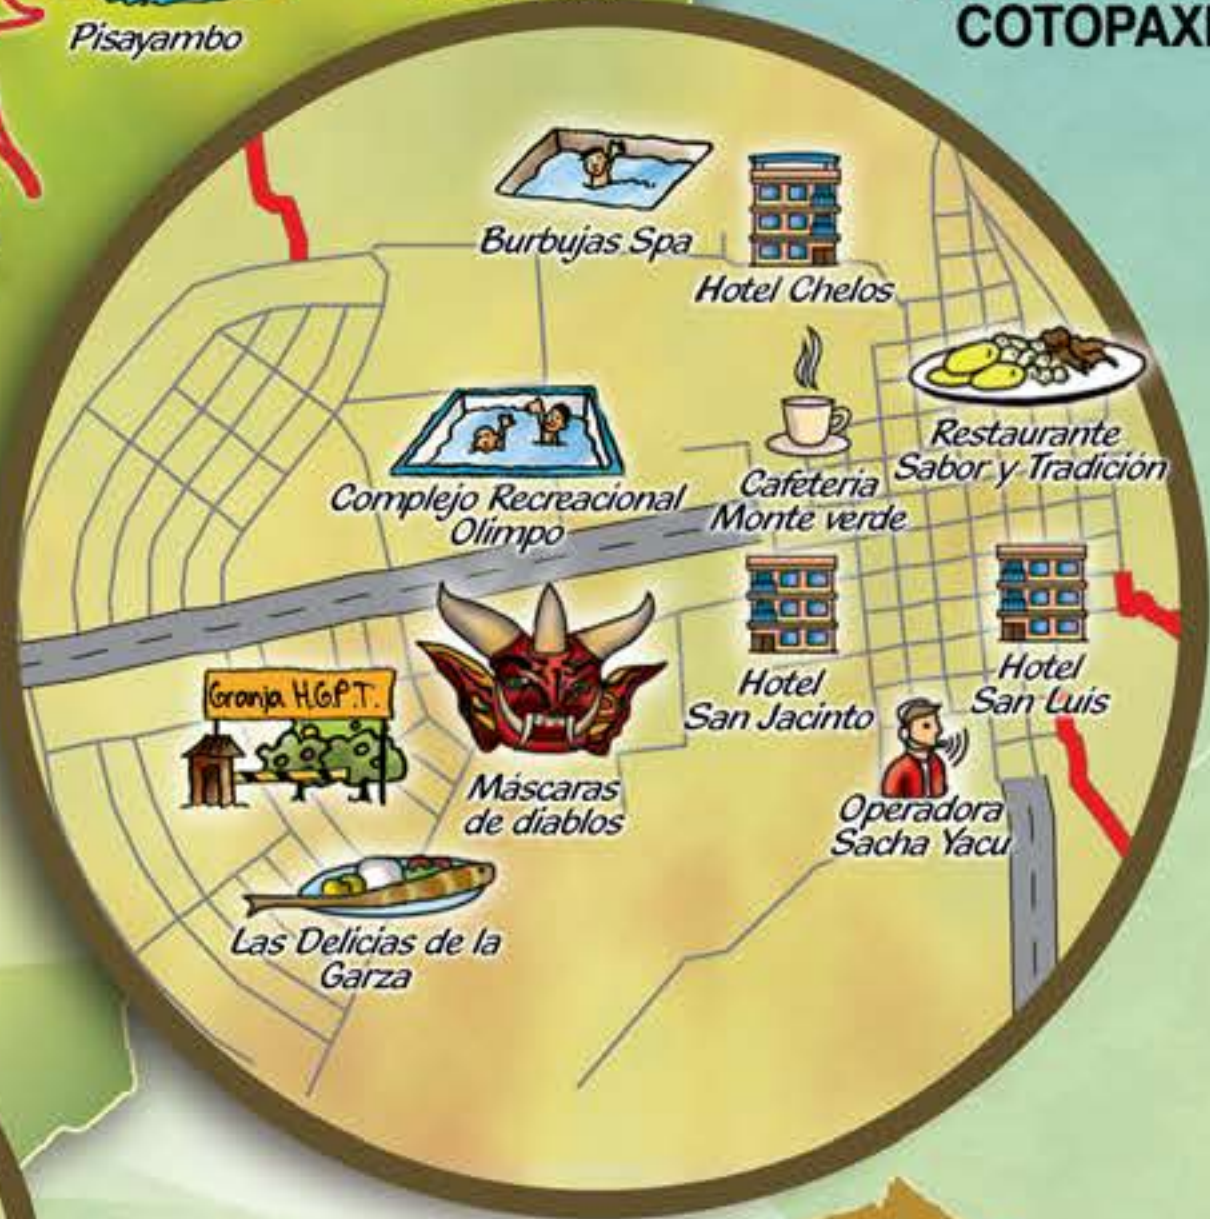 Pisayambo
COTOPAXI
Burbujas Spa
Hotel Chelos
Restaurante
Sabor y Tradición
Cafeteria
Monte verde
Complejo Recreacional
Olimpo
Hotel
San Jacinto
Hotel
San Luis
Granja H.G.P.T.
Máscaras
de diablos
Operadora
Sacha Yacu
Las Delicias de la
Garza